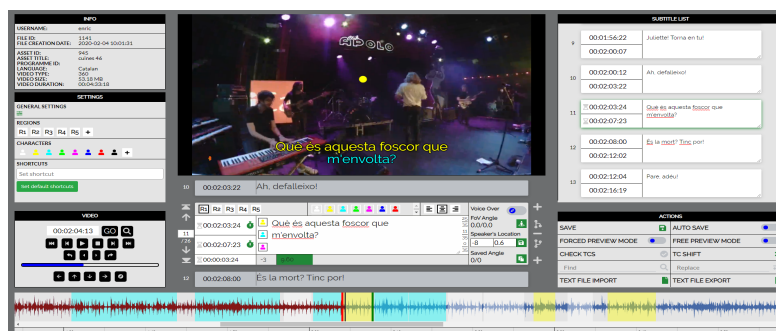 INFO
USERNAME: enric
FILE ID: 1141
FILE CREATION DATE: 2020-02-04 10:01:31
ASSET ID: 945
ASSET TITLE: cuines 46
PROGRAMME ID:
LANGUAGE: Catalan
VIDEO TYPE: 360
VIDEO SIZE: 53.18 MB
VIDEO DURATION: 00:04:33:18
SETTINGS
GENERAL SETTINGS
REGIONS
R1 R2 R3 R4 R5 +
CHARACTERS
+
SHORTCUTS
Set shortcut
Set default shortcuts
VIDEO
00:02:04:13 GO
APOLO
Què és aquesta foscor que
m'envolta?
10 00:02:03:22 Ah, defalleixo!
R1 R2 R3 R4 R5
11
/26
00:02:03:24 Què és aquesta foscor que
00:02:07:23 m'envolta?
00:00:03:24 -3 9.60
Voice Over
FoV Angle
0.0/0.0
Speaker's Location
-8 0.6
Saved Angle
0/0
12 00:02:08:00 És la mort? Tinc por!
SUBTITLE LIST
9 00:01:56:22 Juliette! Torna en tu!
00:02:00:07
10 00:02:00:12 Ah, defalleixo!
00:02:03:22
11 00:02:03:24 Què és aquesta foscor que
m'envolta?
00:02:07:23
12 00:02:08:00 És la mort? Tinc por!
00:02:12:02
13 00:02:12:04 Pare, adéu!
00:02:16:19
ACTIONS
SAVE AUTO SAVE
FORCED PREVIEW MODE FREE PREVIEW MODE
CHECK TCS TC SHIFT
Find Replace
TEXT FILE IMPORT TEXT FILE EXPORT